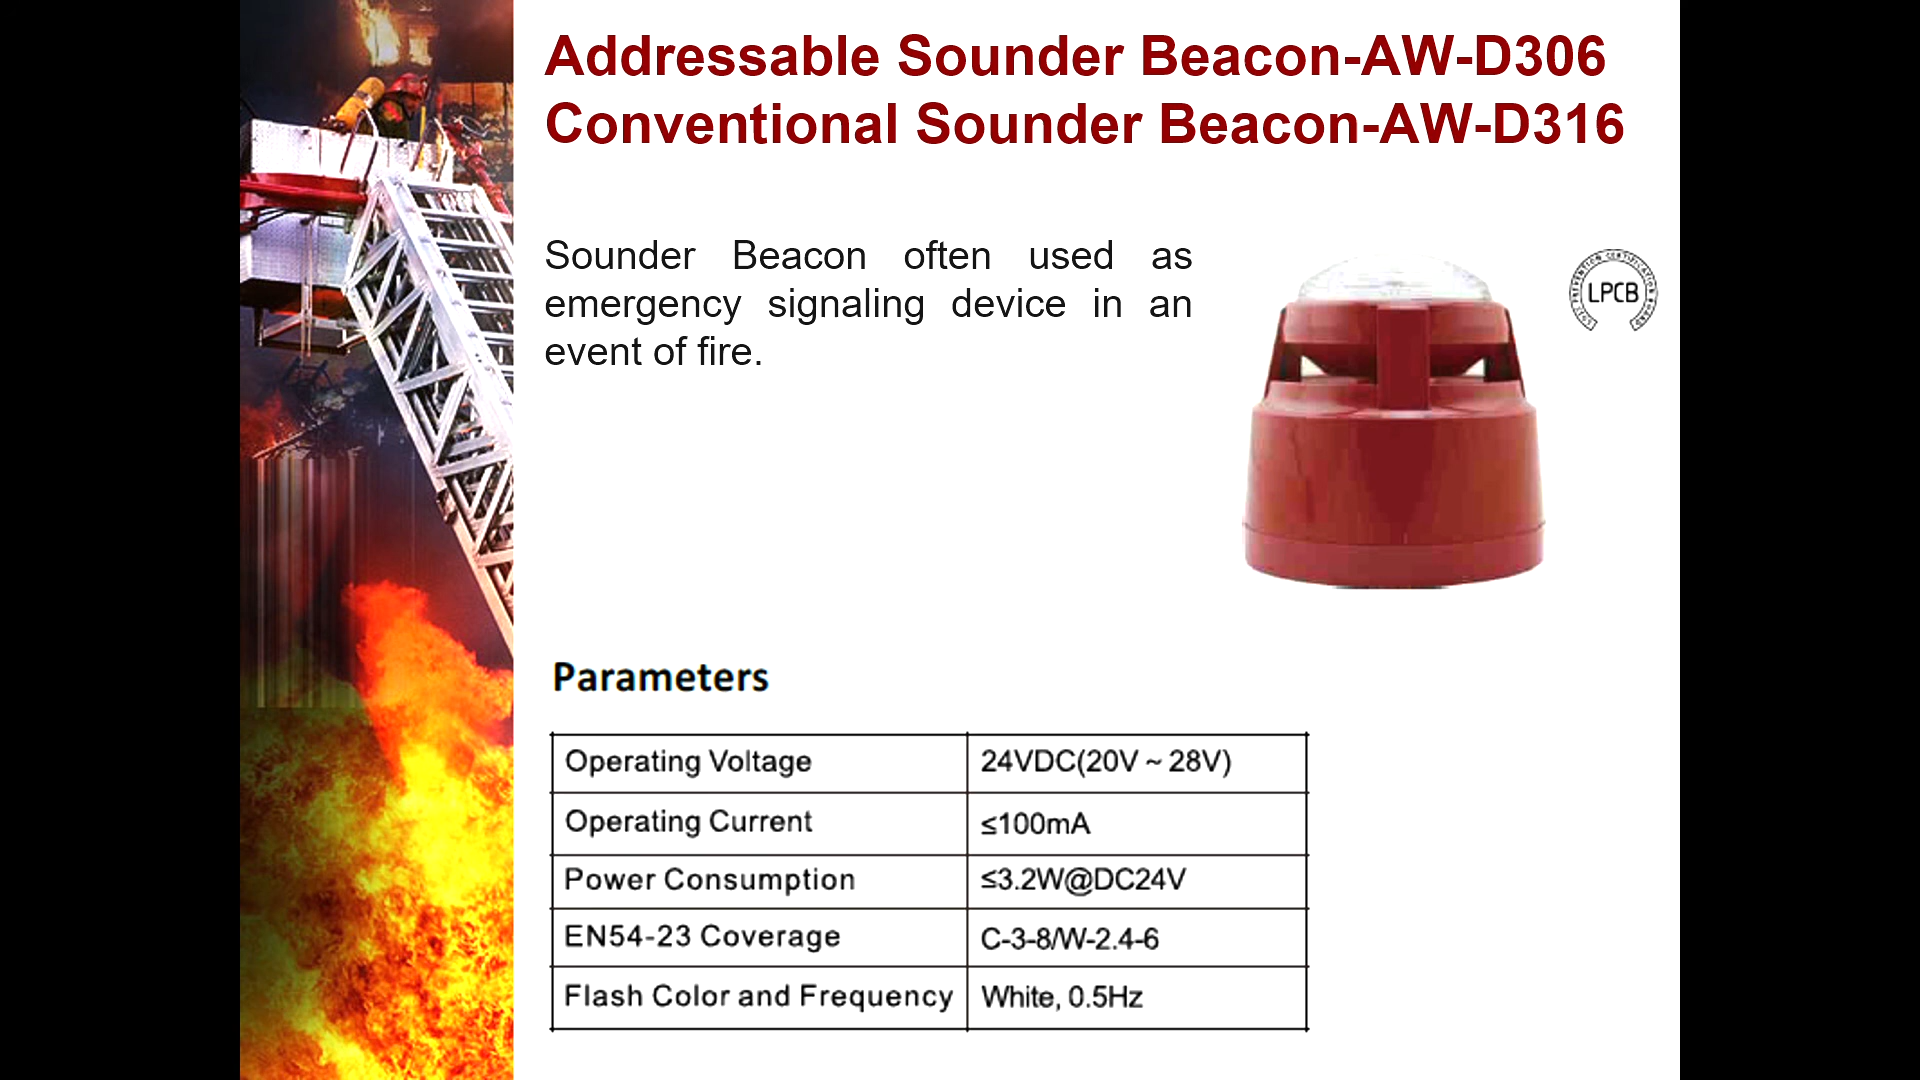 Addressable Sounder Beacon-AW-D306
Conventional Sounder Beacon-AW-D316
Sounder Beacon often used as
emergency signaling device in an
event of fire.
LPCB
Parameters
Operating Voltage 24VDC(20V ~ 28V)
Operating Current ≤100mA
Power Consumption ≤3.2W@DC24V
EN54-23 Coverage C-3-8/W-2.4-6
Flash Color and Frequency White, 0.5Hz